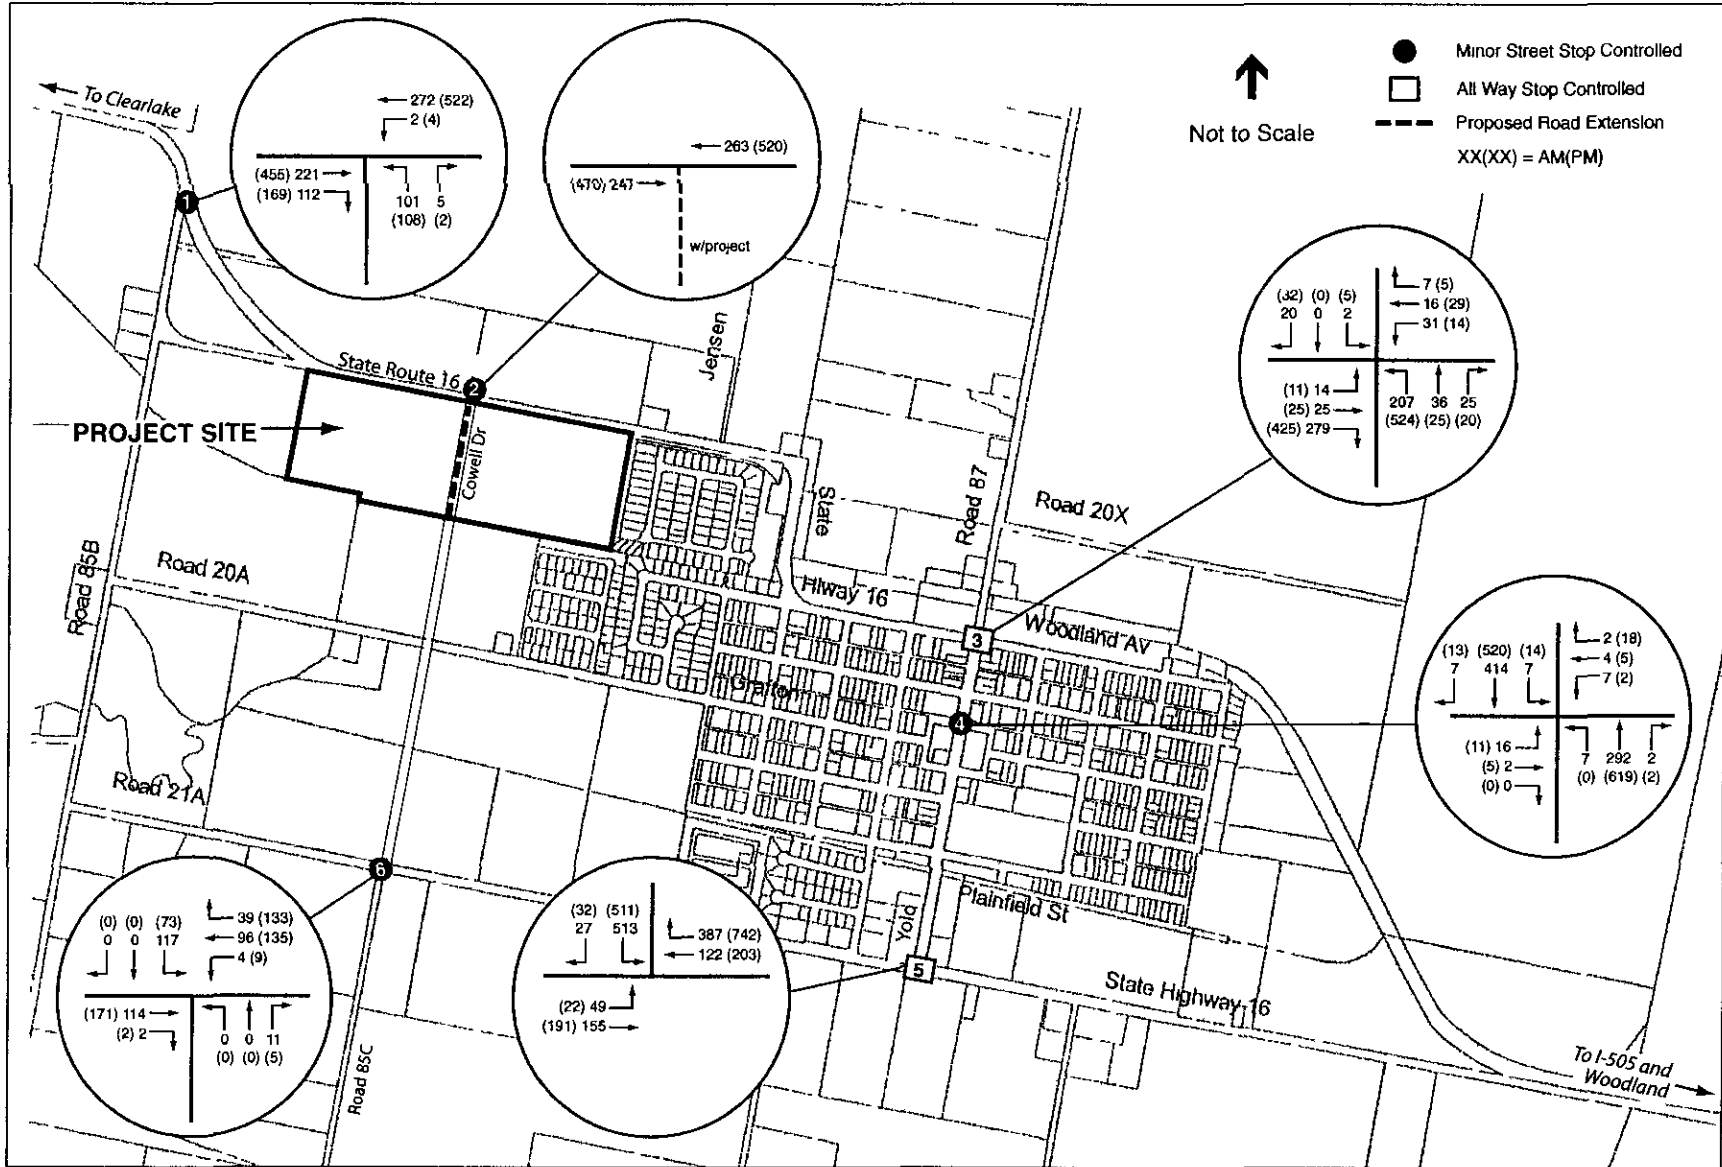 To Clearlake
Not to Scale
Minor Street Stop Controlled
All Way Stop Controlled
Proposed Road Extension
XX(XX) = AM(PM)
272 (522)
2 (4)
(455) 221
(169) 112
101 5
(108) (2)
263 (520)
(470) 247
w/project
1
2
State Route 16
Jensen
PROJECT SITE
Cowell Dr
State
Road 87
Road 20X
(32) (0) (5)
20 0 2
7 (5)
16 (29)
31 (14)
(11) 14
(25) 25
(425) 279
207 36 25
(524) (25) (20)
Road 85B
Road 20A
Hiway 16
3
Woodland AV
Grafton
4
(13) (520) (14)
7 414 7
2 (18)
4 (5)
7 (2)
(11) 16
(5) 2
(0) 0
7 292 2
(0) (619) (2)
Road 21A
6
(0) (0) (73)
0 0 117
39 (133)
96 (135)
4 (9)
(171) 114
(2) 2
0 0 11
(0) (0) (5)
Road 85C
(32) (511)
27 513
387 (742)
122 (203)
(22) 49
(191) 155
Yolo
Plainfield St
5
State Highway 16
To I-505 and
Woodland